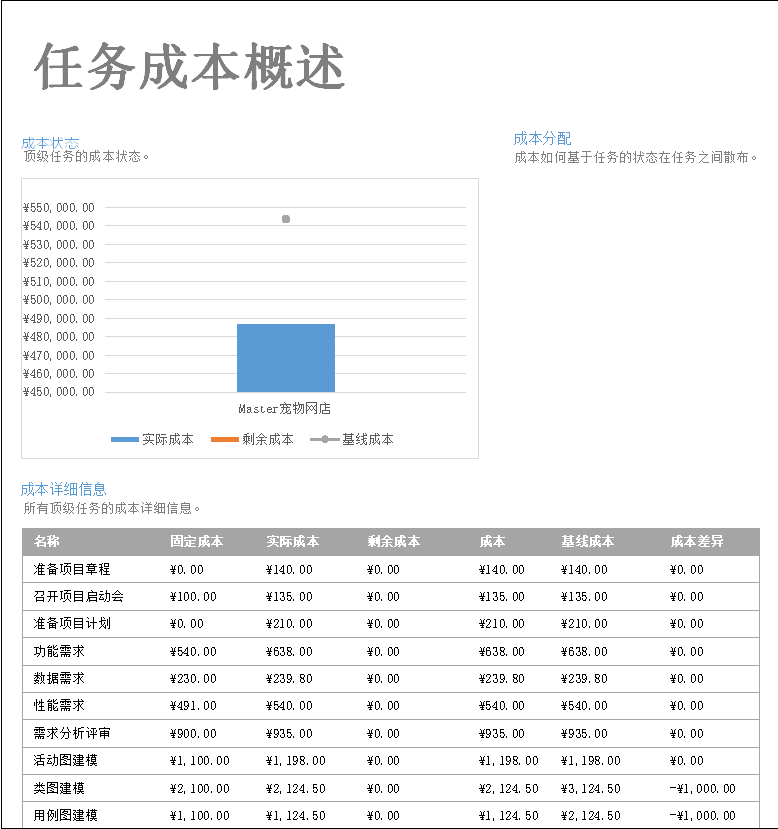 任务成本概述
成本状态
顶级任务的成本状态。
成本分配
成本如何基于任务的状态在任务之间散布。
¥550,000.00
¥540,000.00
¥530,000.00
¥520,000.00
¥510,000.00
¥500,000.00
¥490,000.00
¥480,000.00
¥470,000.00
¥460,000.00
¥450,000.00
Master宠物网店
实际成本 剩余成本 基线成本
成本详细信息
所有顶级任务的成本详细信息。
名称 固定成本 实际成本 剩余成本 成本 基线成本 成本差异
准备项目章程 ¥0.00 ¥140.00 ¥0.00 ¥140.00 ¥140.00 ¥0.00
召开项目启动会 ¥100.00 ¥135.00 ¥0.00 ¥135.00 ¥135.00 ¥0.00
准备项目计划 ¥0.00 ¥210.00 ¥0.00 ¥210.00 ¥210.00 ¥0.00
功能需求 ¥540.00 ¥638.00 ¥0.00 ¥638.00 ¥638.00 ¥0.00
数据需求 ¥230.00 ¥239.80 ¥0.00 ¥239.80 ¥239.80 ¥0.00
性能需求 ¥491.00 ¥540.00 ¥0.00 ¥540.00 ¥540.00 ¥0.00
需求分析评审 ¥900.00 ¥935.00 ¥0.00 ¥935.00 ¥935.00 ¥0.00
活动图建模 ¥1,100.00 ¥1,198.00 ¥0.00 ¥1,198.00 ¥1,198.00 ¥0.00
类图建模 ¥2,100.00 ¥2,124.50 ¥0.00 ¥2,124.50 ¥3,124.50 -¥1,000.00
用例图建模 ¥1,100.00 ¥1,124.50 ¥0.00 ¥1,124.50 ¥2,124.50 -¥1,000.00